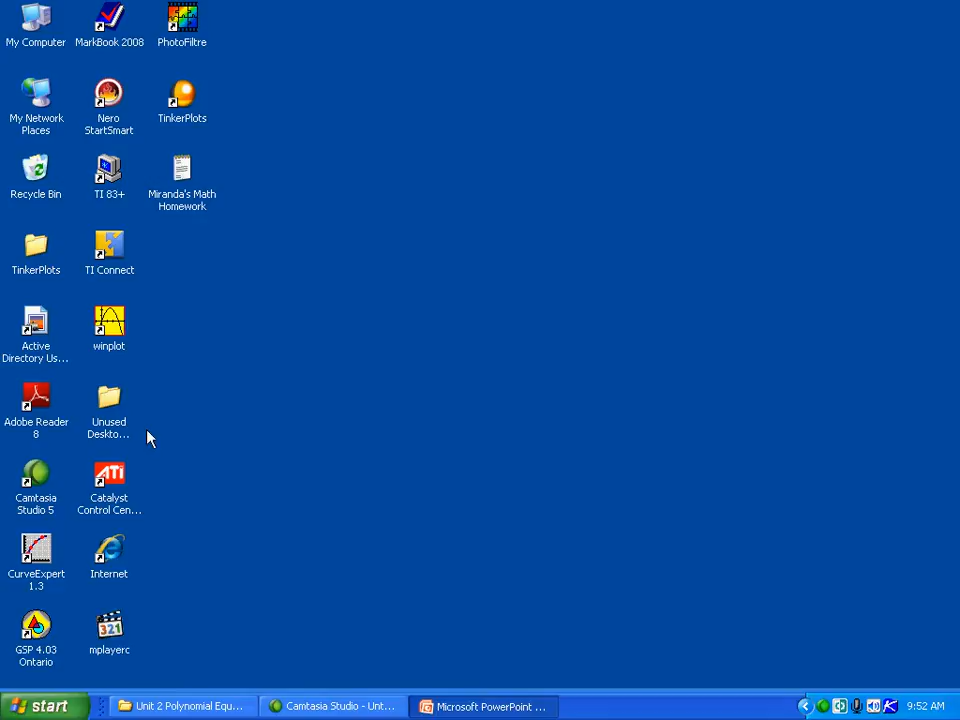 My Computer
MarkBook 2008
PhotoFiltre
My Network
Places
Nero
StartSmart
TinkerPlots
Recycle Bin
TI 83+
Miranda's Math
Homework
TinkerPlots
TI Connect
Active
Directory Us...
winplot
Adobe Reader
8
Unused
Deskto...
ATI
Camtasia
Studio 5
Catalyst
Control Cen...
CurveExpert
1.3
Internet
321
GSP 4.03
Ontario
mplayerc
start
Unit 2 Polynomial Equ...
Camtasia Studio - Unt...
Microsoft PowerPoint ...
9:52 AM